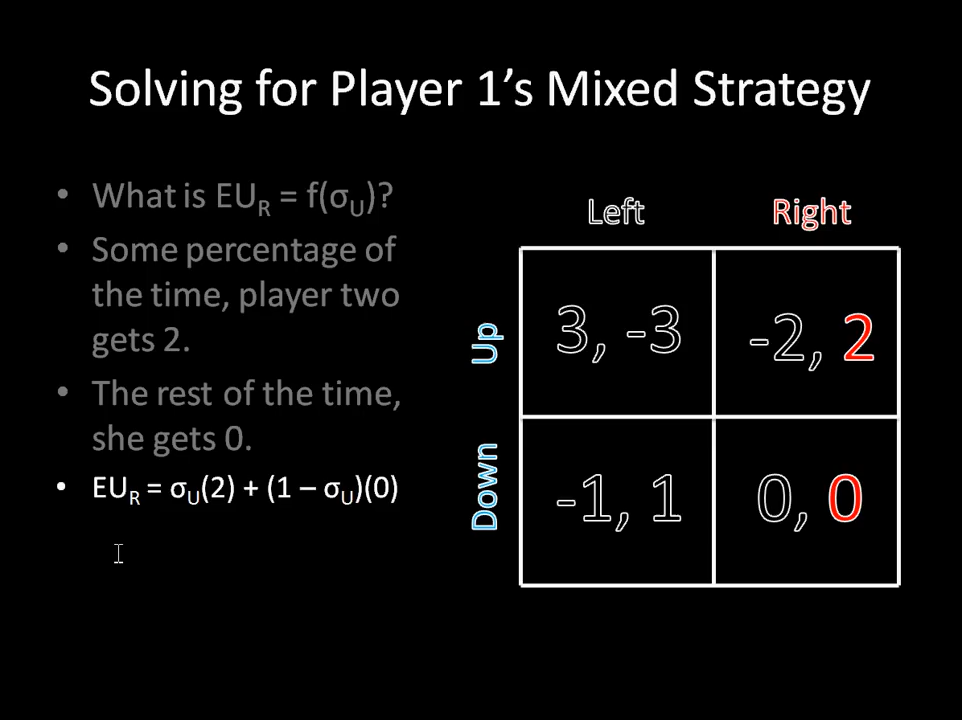 Solving for Player 1's Mixed Strategy
• What is EU_R = f(σ_U)?
• Some percentage of
the time, player two
gets 2.
• The rest of the time,
she gets 0.
• EU_R = σ_U(2) + (1 – σ_U)(0)
Left Right
Up
3, -3 -2, 2
Down
-1, 1 0, 0